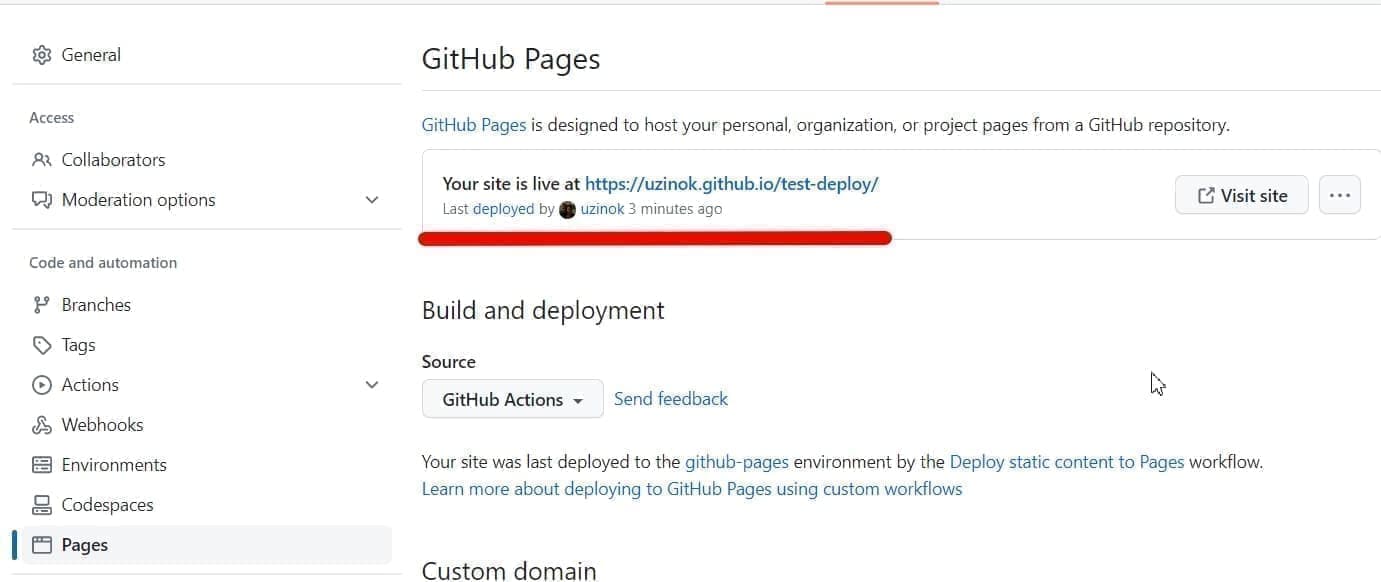 General
Access
Collaborators
Moderation options
Code and automation
Branches
Tags
Actions
Webhooks
Environments
Codespaces
Pages
GitHub Pages
GitHub Pages is designed to host your personal, organization, or project pages from a GitHub repository.
Your site is live at https://uzinok.github.io/test-deploy/
Last deployed by uzinok 3 minutes ago
Visit site
Build and deployment
Source
GitHub Actions
Send feedback
Your site was last deployed to the github-pages environment by the Deploy static content to Pages workflow.
Learn more about deploying to GitHub Pages using custom workflows
Custom domain